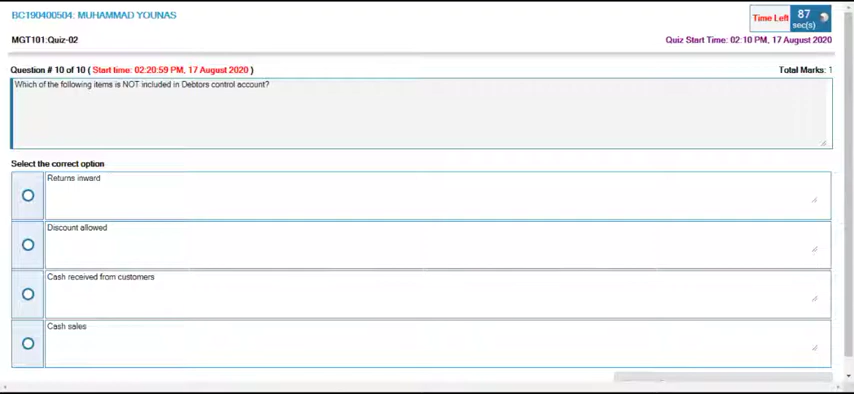 BC190400504: MUHAMMAD YOUNAS
Time Left 87 sec(s)
MGT101:Quiz-02
Quiz Start Time: 02:10 PM, 17 August 2020
Question # 10 of 10 ( Start time: 02:20:59 PM, 17 August 2020 )
Total Marks: 1
Which of the following items is NOT included in Debtors control account?
Select the correct option
Returns inward
Discount allowed
Cash received from customers
Cash sales